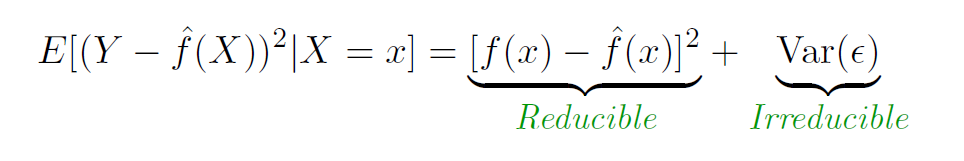 E[(Y − f̂(X))²|X = x] = [f(x) − f̂(x)]² + Var(ϵ)
Reducible Irreducible